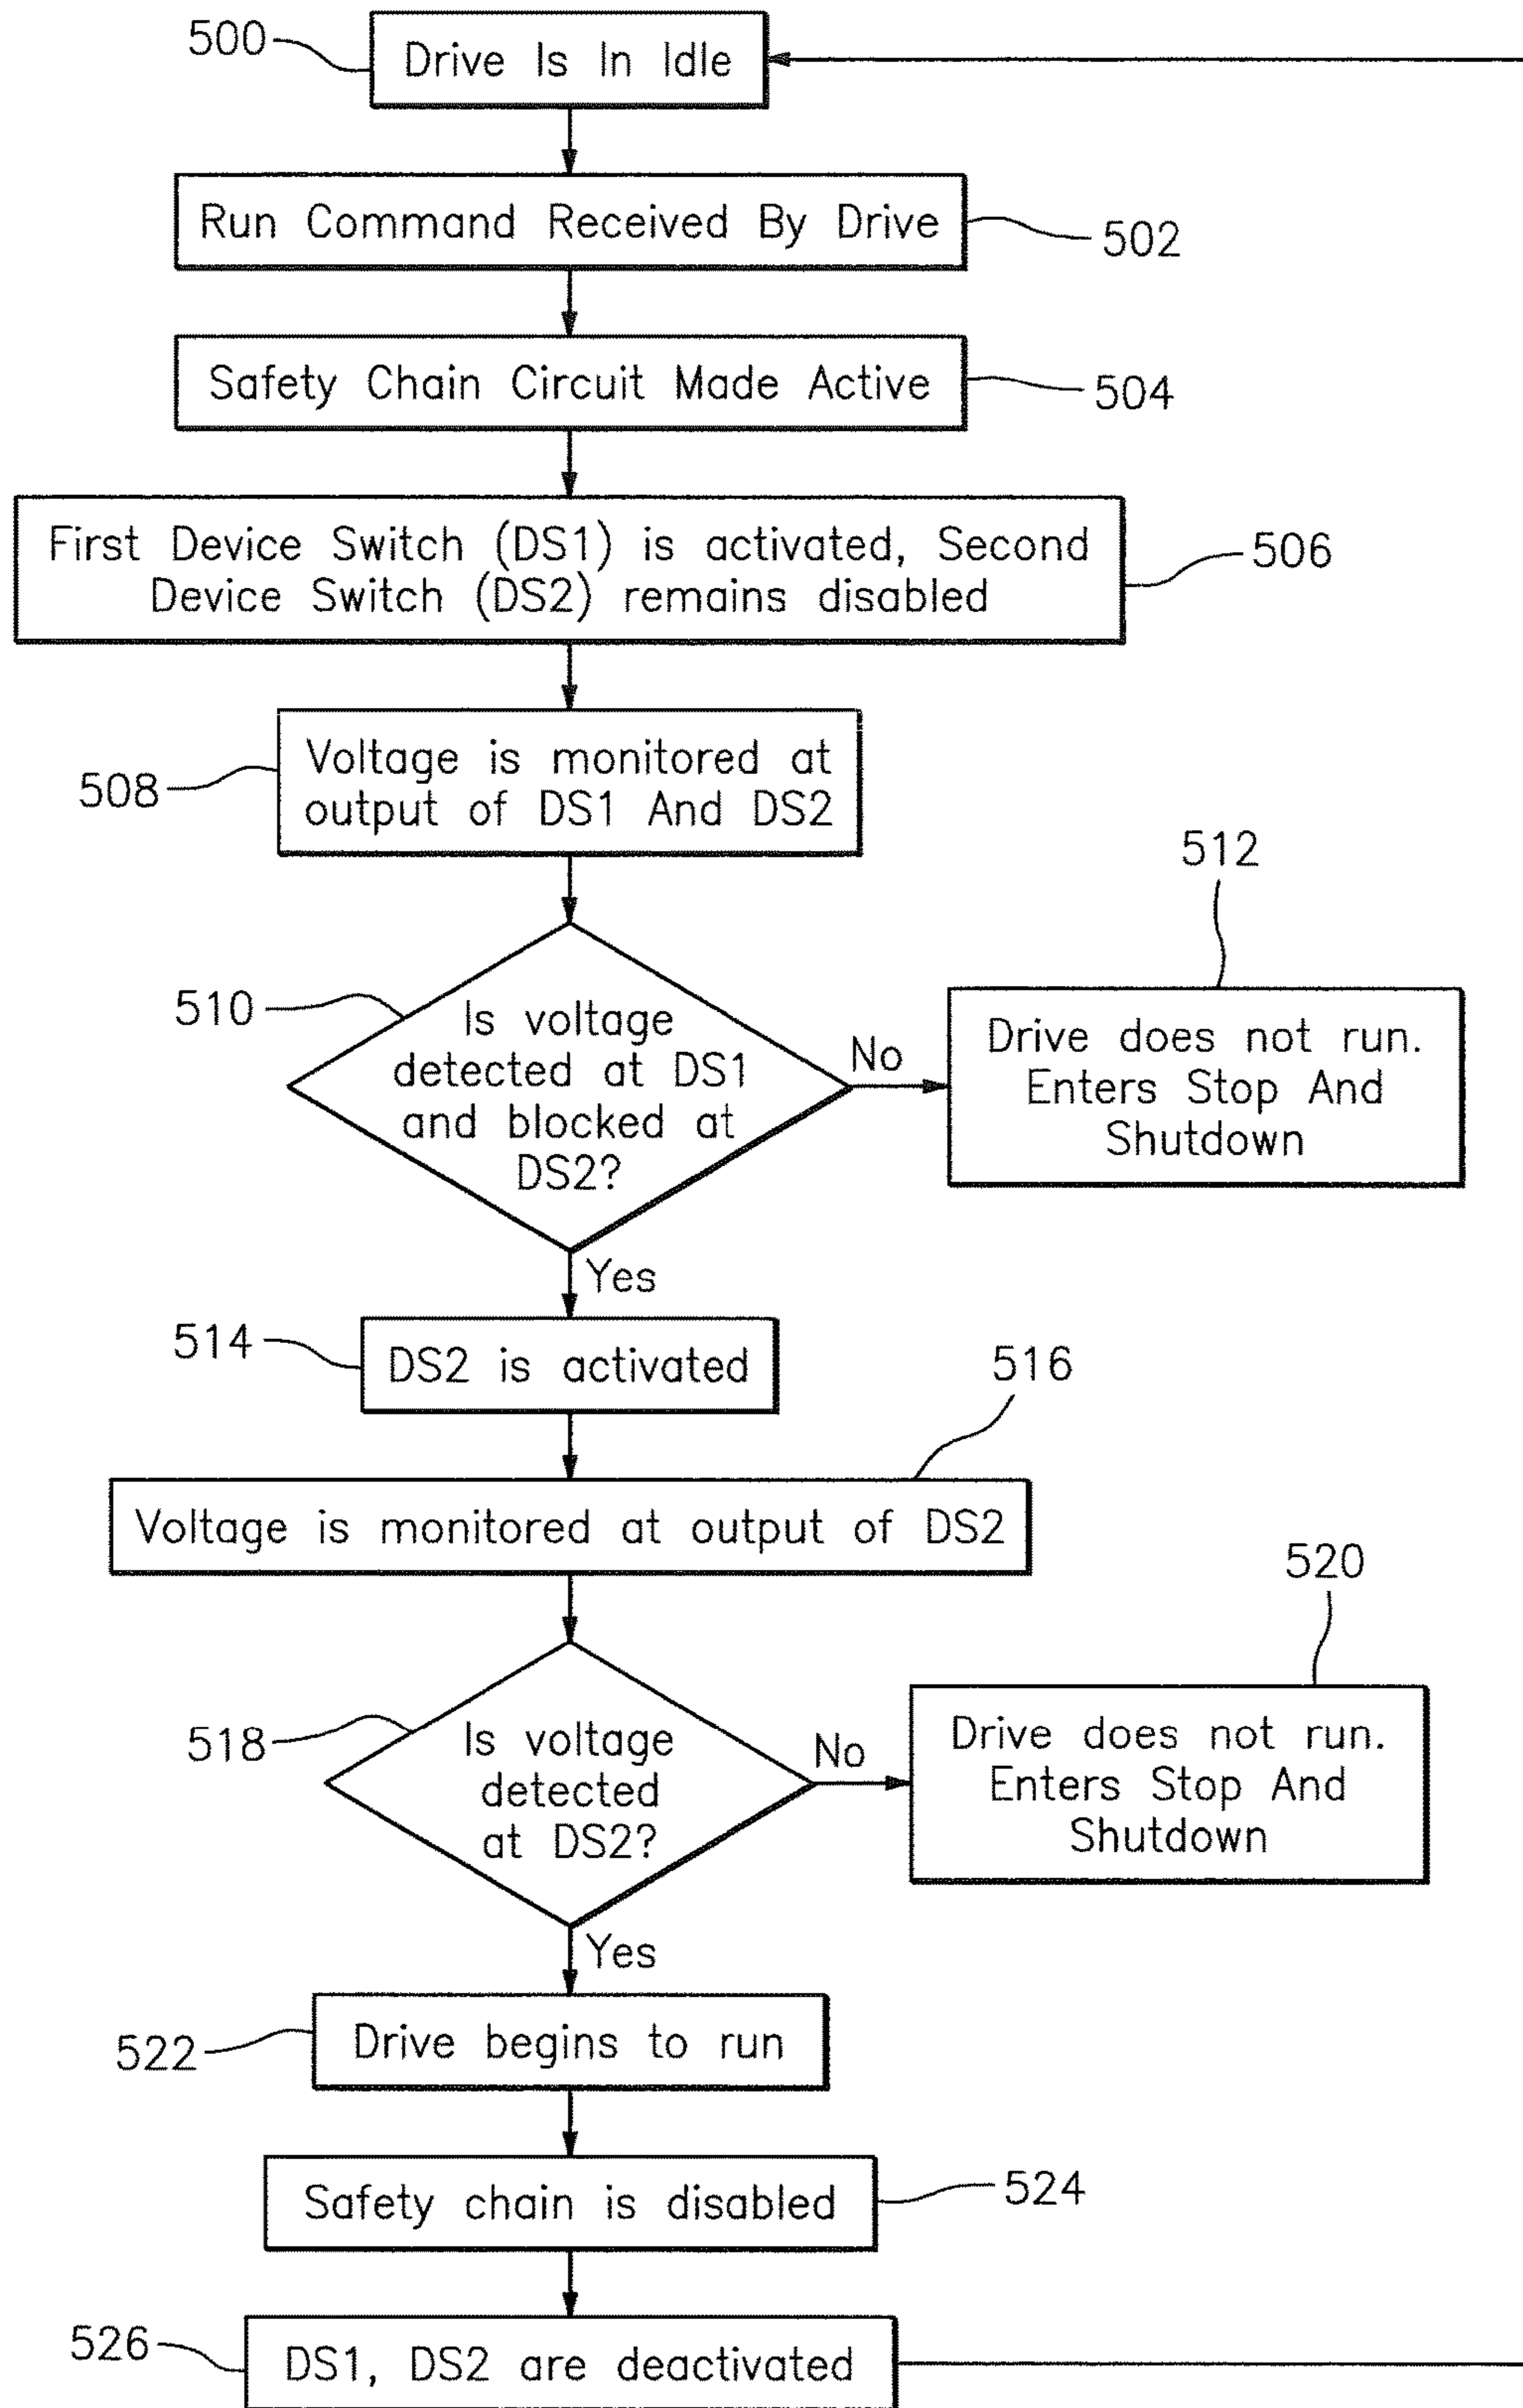 500
Drive Is In Idle
Run Command Received By Drive
502
Safety Chain Circuit Made Active
504
First Device Switch (DS1) is activated, Second
Device Switch (DS2) remains disabled
506
508
Voltage is monitored at
output of DS1 And DS2
510
Is voltage
detected at DS1
and blocked at
DS2?
No
512
Drive does not run.
Enters Stop And
Shutdown
Yes
514
DS2 is activated
516
Voltage is monitored at output of DS2
518
Is voltage
detected
at DS2?
No
520
Drive does not run.
Enters Stop And
Shutdown
Yes
522
Drive begins to run
Safety chain is disabled
524
526
DS1, DS2 are deactivated